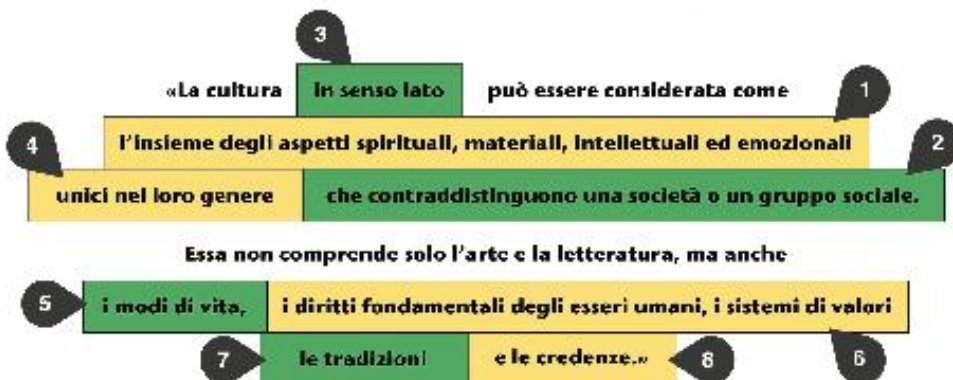 3
«La cultura in senso lato può essere considerata come
1
l'insieme degli aspetti spirituali, materiali, intellettuali ed emozionali
4
2
unici nel loro genere che contraddistinguono una società o un gruppo sociale.
Essa non comprende solo l'arte e la letteratura, ma anche
5
i modi di vita, i diritti fondamentali degli esseri umani, i sistemi di valori
7
le tradizioni e le credenze.»
8
6